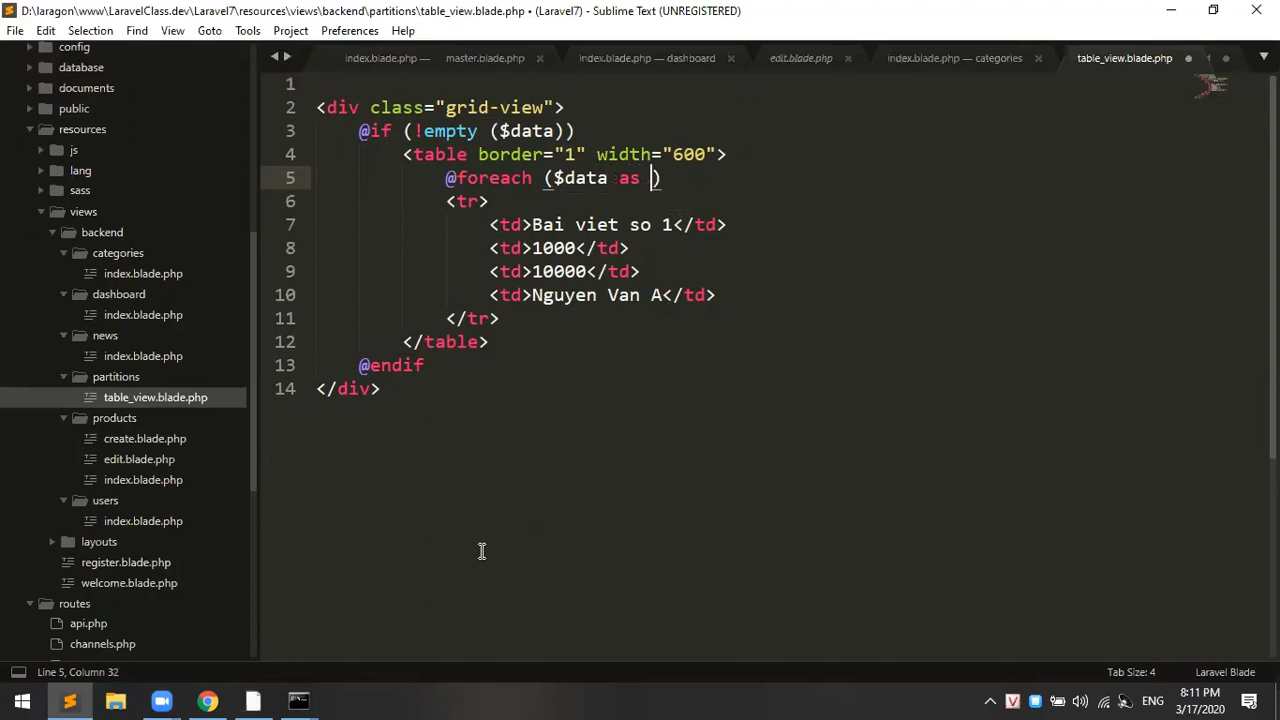 D:\laragon\www\LaravelClass.dev\Laravel7\resources\views\backend\partitions\table_view.blade.php • (Laravel7) - Sublime Text (UNREGISTERED)
File Edit Selection Find View Goto Tools Project Preferences Help
config
database
documents
public
resources
js
lang
sass
views
backend
categories
index.blade.php
dashboard
index.blade.php
news
index.blade.php
partitions
table_view.blade.php
products
create.blade.php
edit.blade.php
index.blade.php
users
index.blade.php
layouts
register.blade.php
welcome.blade.php
routes
api.php
channels.php
index.blade.php — master.blade.php index.blade.php — dashboard edit.blade.php index.blade.php — categories table_view.blade.php
1
2 <div class="grid-view">
3 @if (!empty ($data))
4 <table border="1" width="600">
5 @foreach ($data as )
6 <tr>
7 <td>Bai viet so 1</td>
8 <td>1000</td>
9 <td>10000</td>
10 <td>Nguyen Van A</td>
11 </tr>
12 </table>
13 @endif
14 </div>
Line 5, Column 32 Tab Size: 4 Laravel Blade
ENG 8:11 PM
3/17/2020